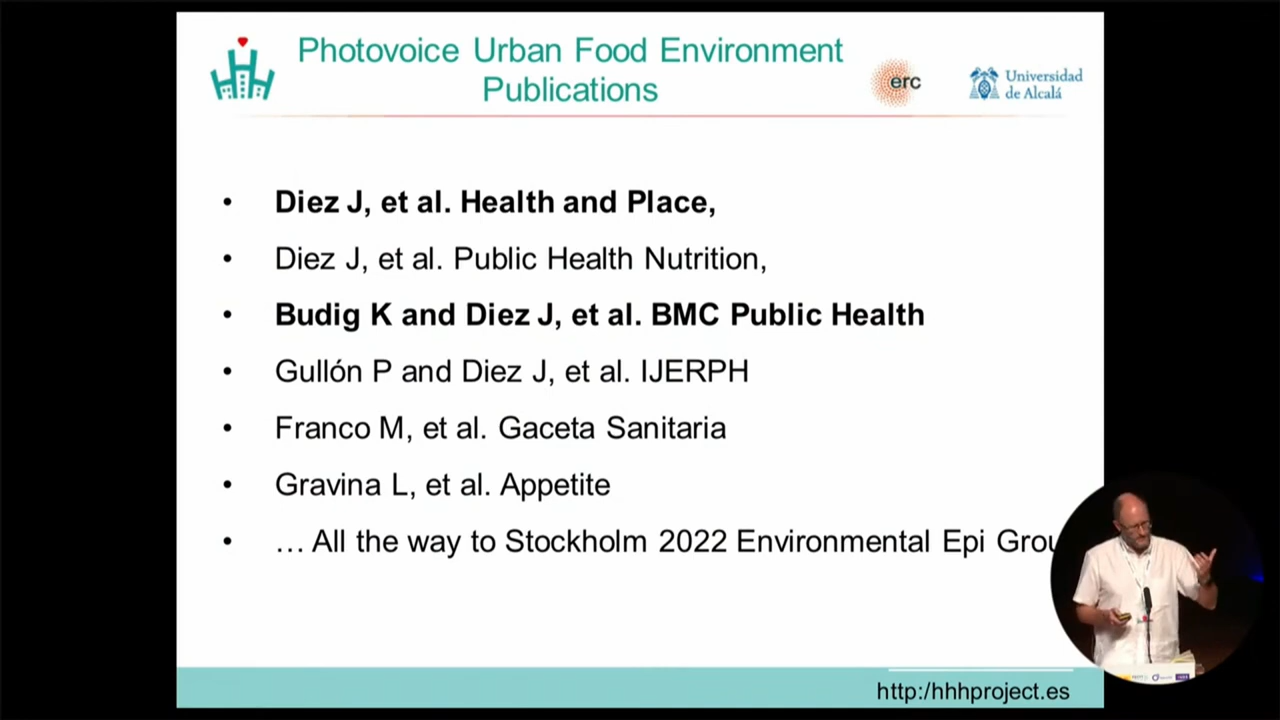 Photovoice Urban Food Environment
Publications
erc
Universidad
de Alcalá
• Diez J, et al. Health and Place,
• Diez J, et al. Public Health Nutrition,
• Budig K and Diez J, et al. BMC Public Health
• Gullón P and Diez J, et al. IJERPH
• Franco M, et al. Gaceta Sanitaria
• Gravina L, et al. Appetite
• … All the way to Stockholm 2022 Environmental Epi Grou
http:/hhhproject.es